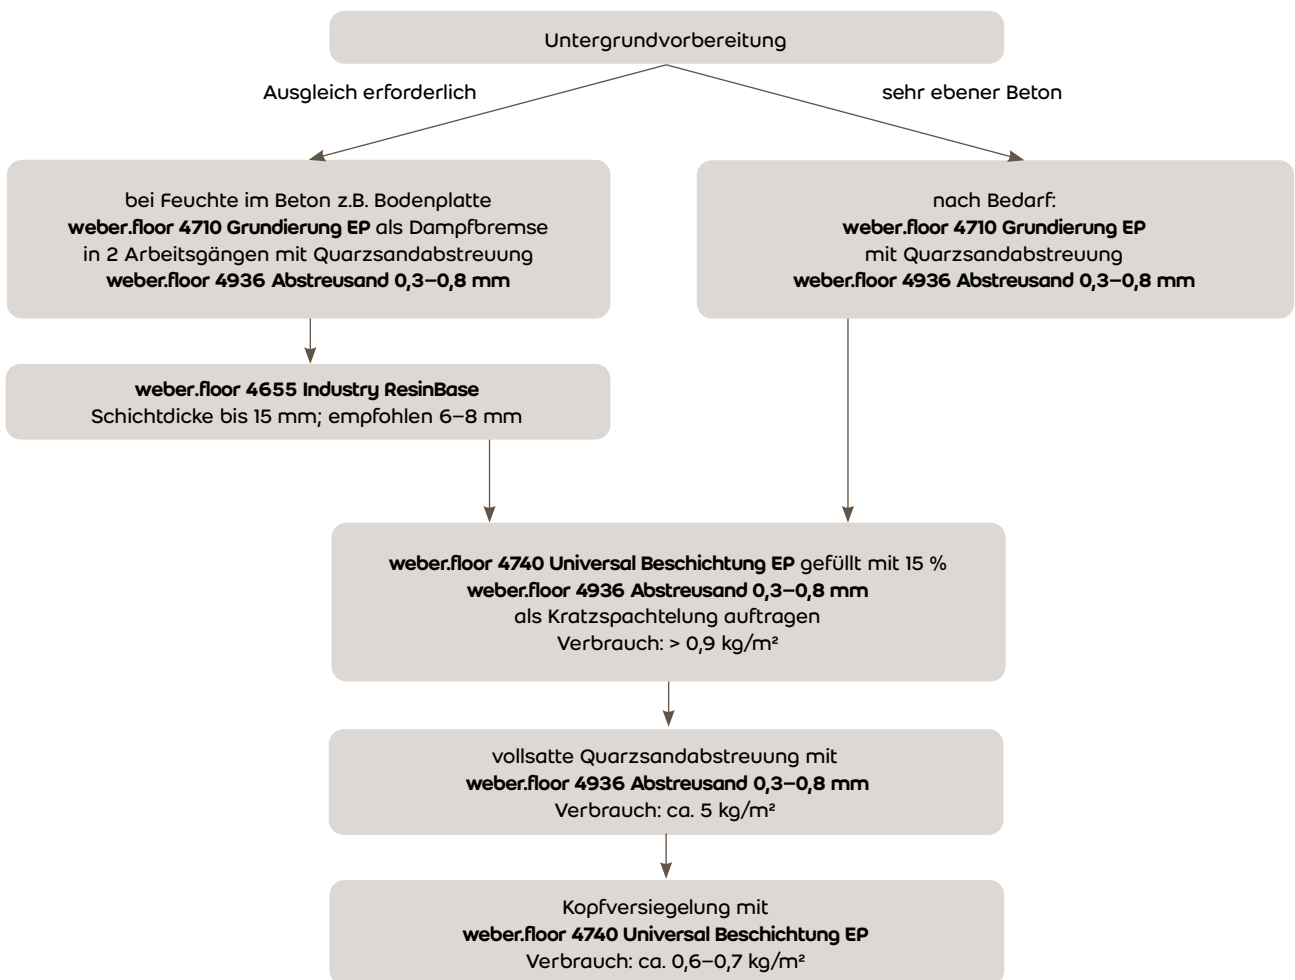 Untergrundvorbereitung
Ausgleich erforderlich
sehr ebener Beton
bei Feuchte im Beton z.B. Bodenplatte
weber.floor 4710 Grundierung EP als Dampfbremse
in 2 Arbeitsgängen mit Quarzsandabstreuung
weber.floor 4936 Abstreusand 0,3–0,8 mm
nach Bedarf:
weber.floor 4710 Grundierung EP
mit Quarzsandabstreuung
weber.floor 4936 Abstreusand 0,3–0,8 mm
weber.floor 4655 Industry ResinBase
Schichtdicke bis 15 mm; empfohlen 6–8 mm
weber.floor 4740 Universal Beschichtung EP gefüllt mit 15 %
weber.floor 4936 Abstreusand 0,3–0,8 mm
als Kratzspachtelung auftragen
Verbrauch: > 0,9 kg/m²
vollsatte Quarzsandabstreuung mit
weber.floor 4936 Abstreusand 0,3–0,8 mm
Verbrauch: ca. 5 kg/m²
Kopfversiegelung mit
weber.floor 4740 Universal Beschichtung EP
Verbrauch: ca. 0,6–0,7 kg/m²